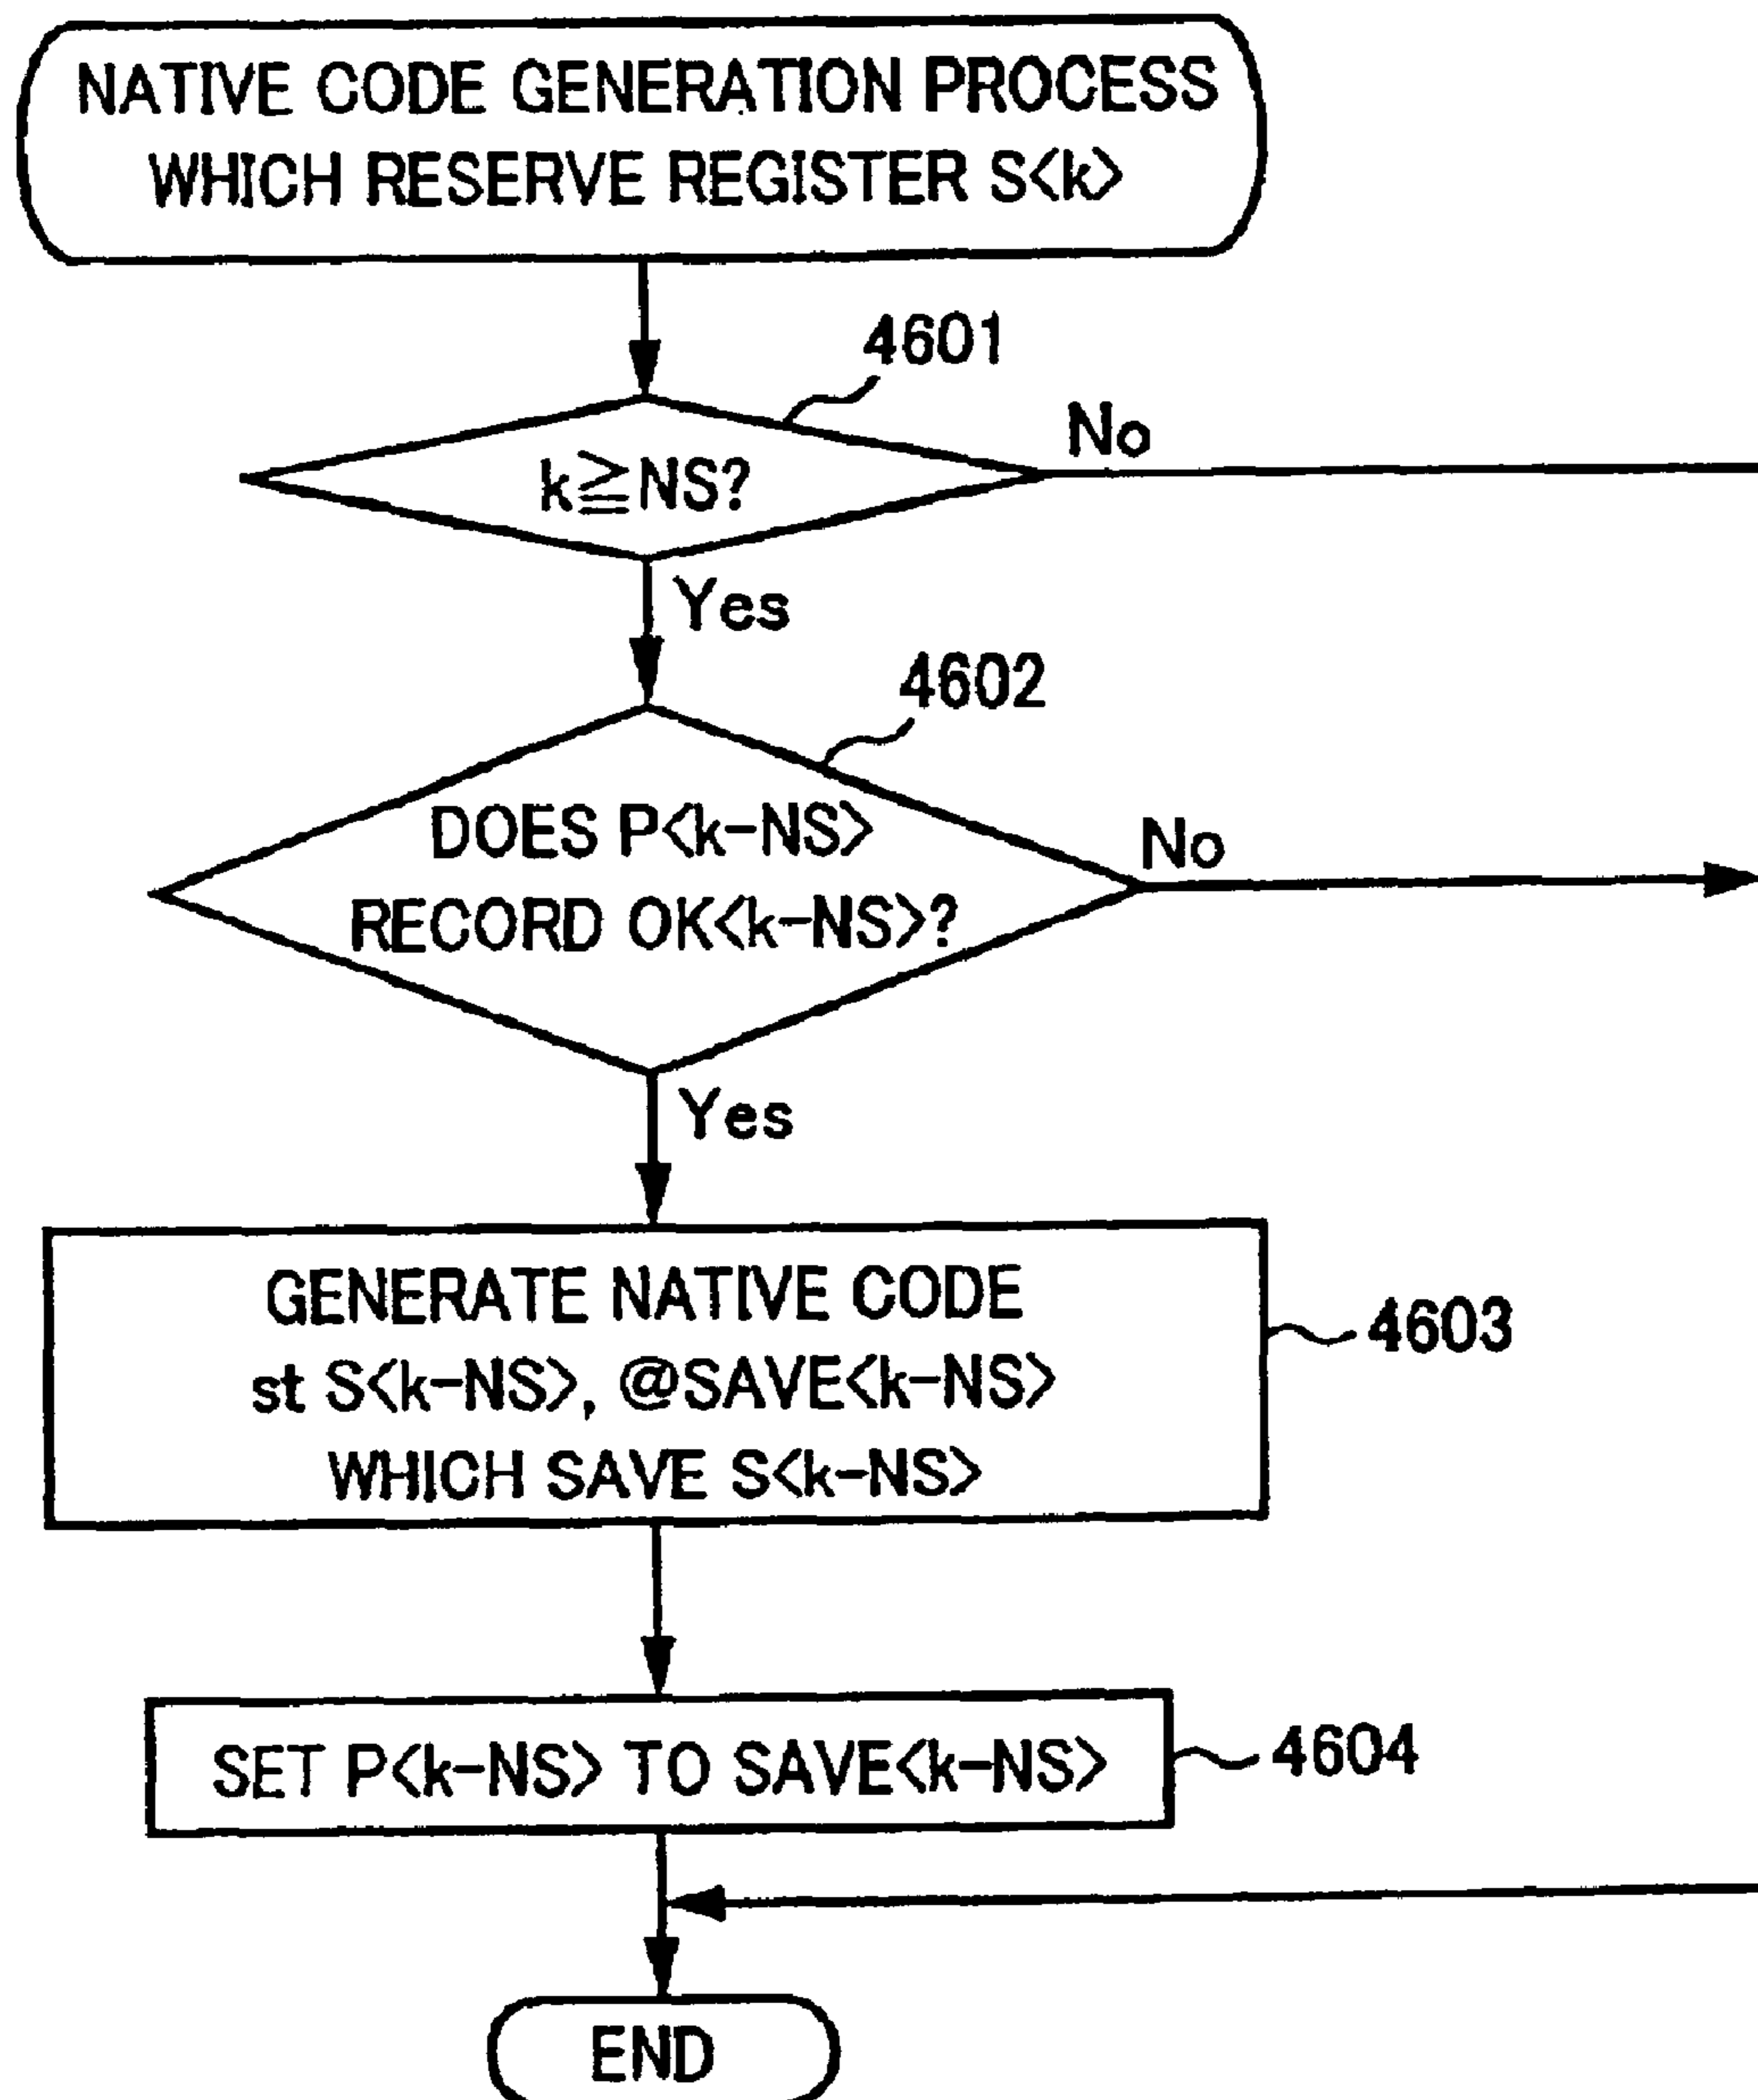 NATIVE CODE GENERATION PROCESS
WHICH RESERVE REGISTER S<k>
4601
No
k≧NS?
Yes
4602
DOES P<k-NS>
No
RECORD OK<k-NS>?
Yes
GENERATE NATIVE CODE
4603
st S<k-NS>, @SAVE<k-NS>
WHICH SAVE S<k-NS>
SET P<k-NS> TO SAVE<k-NS>
4604
END